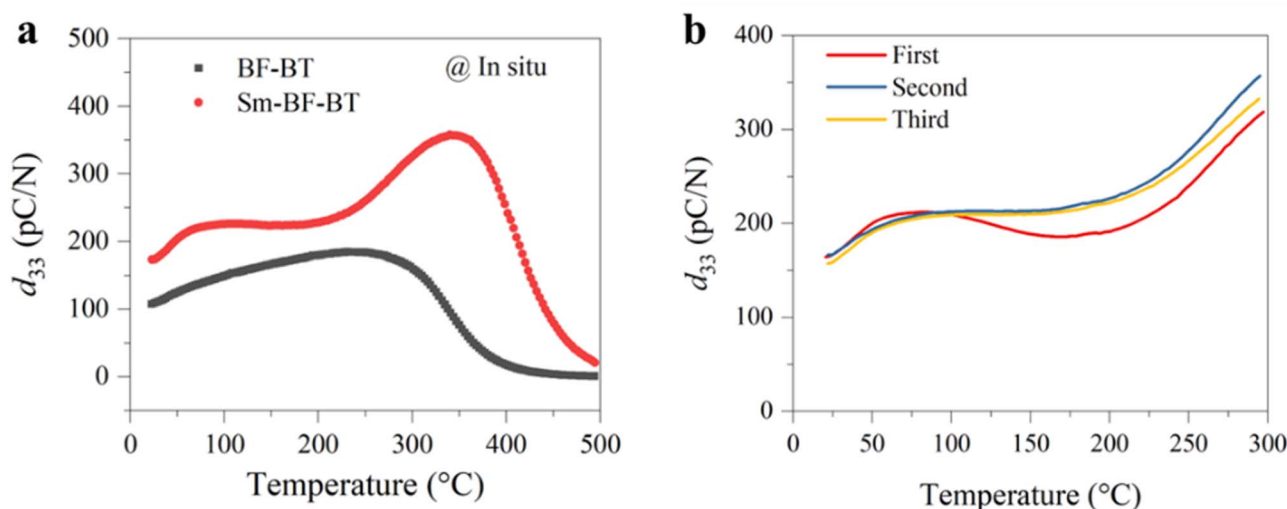 a
500
400
300
200
100
0
d33 (pC/N)
BF-BT
Sm-BF-BT
@ In situ
0 100 200 300 400 500
Temperature (°C)
b
400
300
200
100
0
d33 (pC/N)
First
Second
Third
0 50 100 150 200 250 300
Temperature (°C)